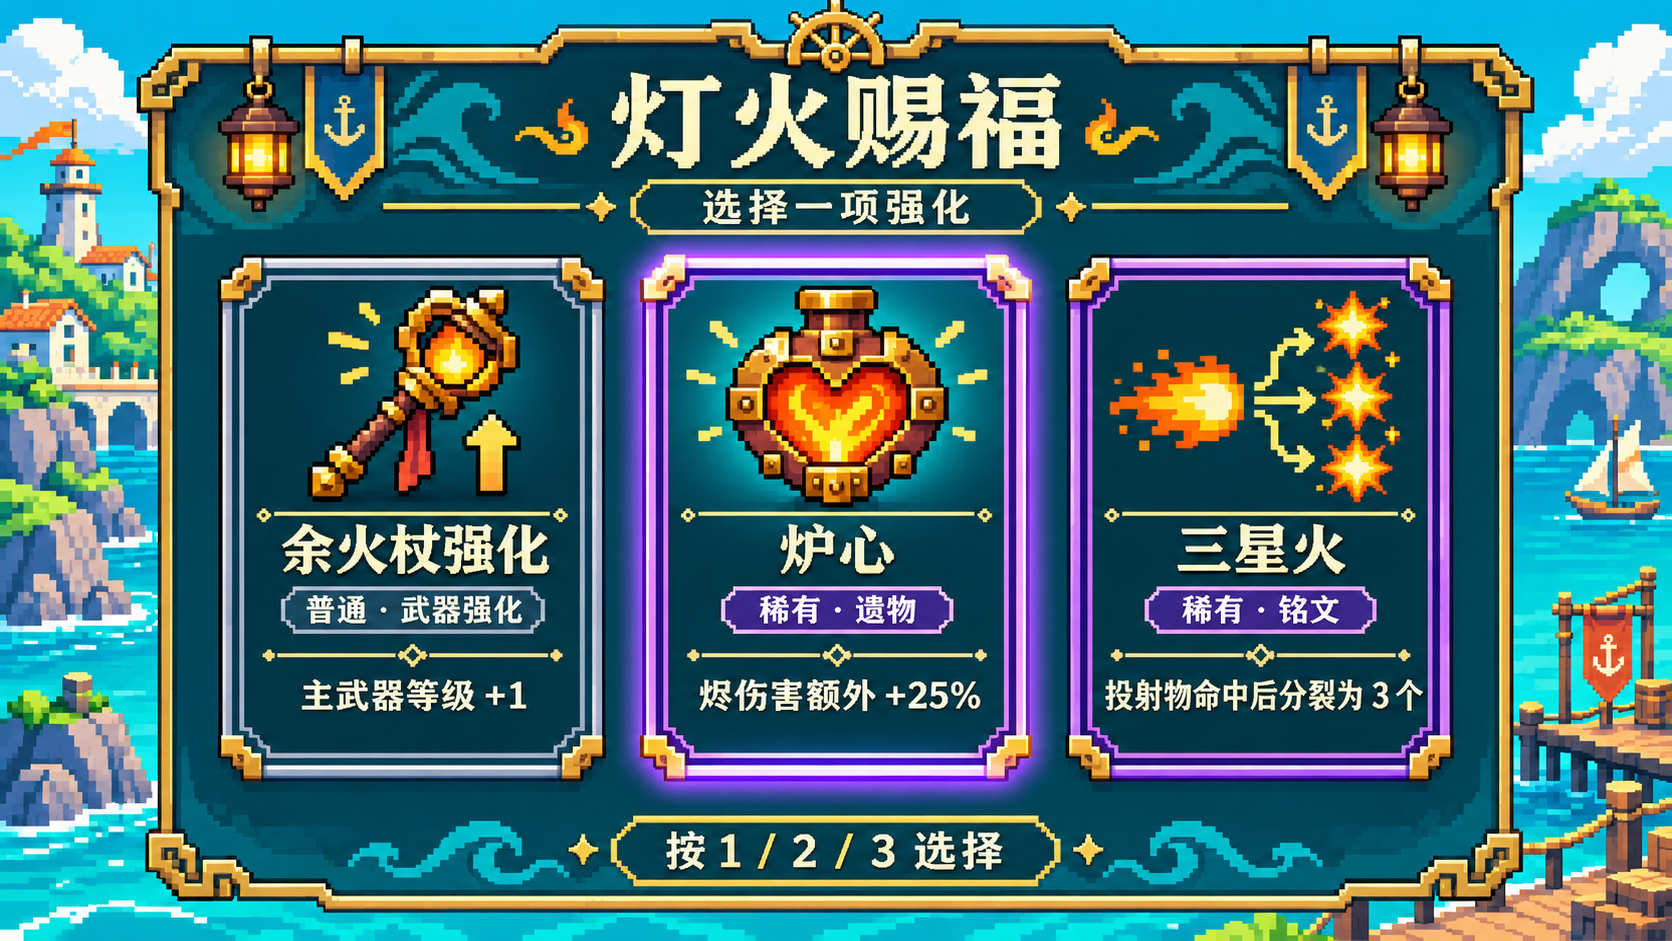 灯火赐福
选择一项强化
余火杖强化
普通 · 武器强化
主武器等级 +1
炉心
稀有 · 遗物
烬伤害额外 +25%
三星火
稀有 · 铭文
投射物命中后分裂为 3 个
按 1 / 2 / 3 选择